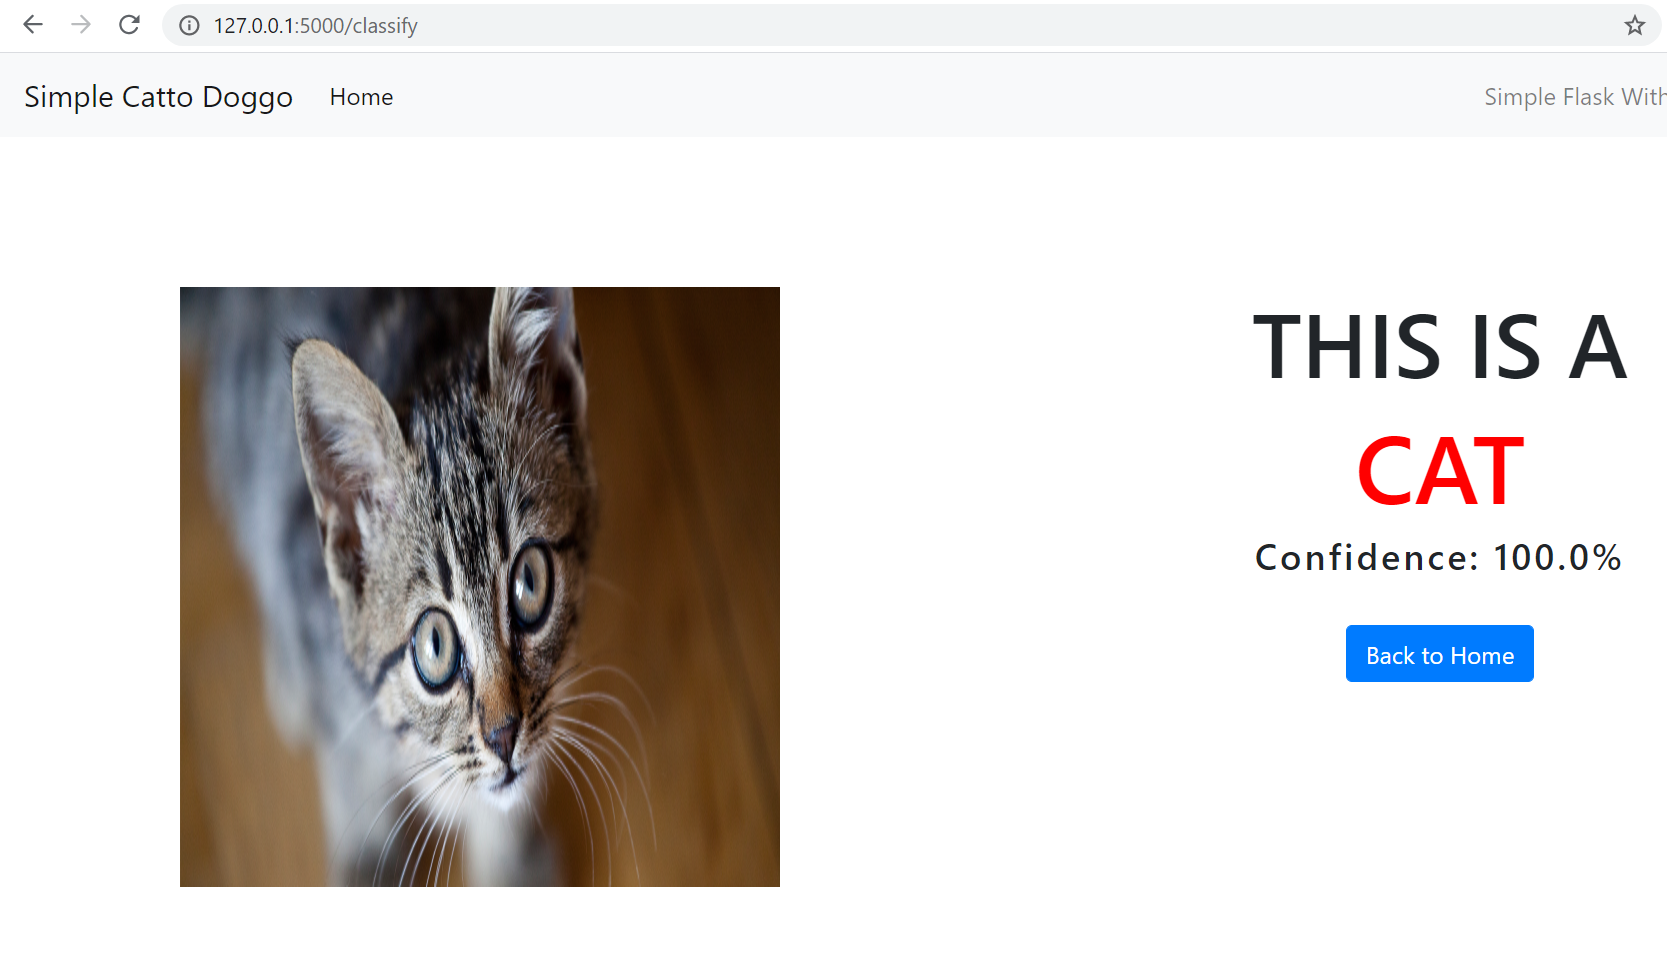 127.0.0.1:5000/classify
Simple Catto Doggo Home Simple Flask With
THIS IS A
CAT
Confidence: 100.0%
Back to Home